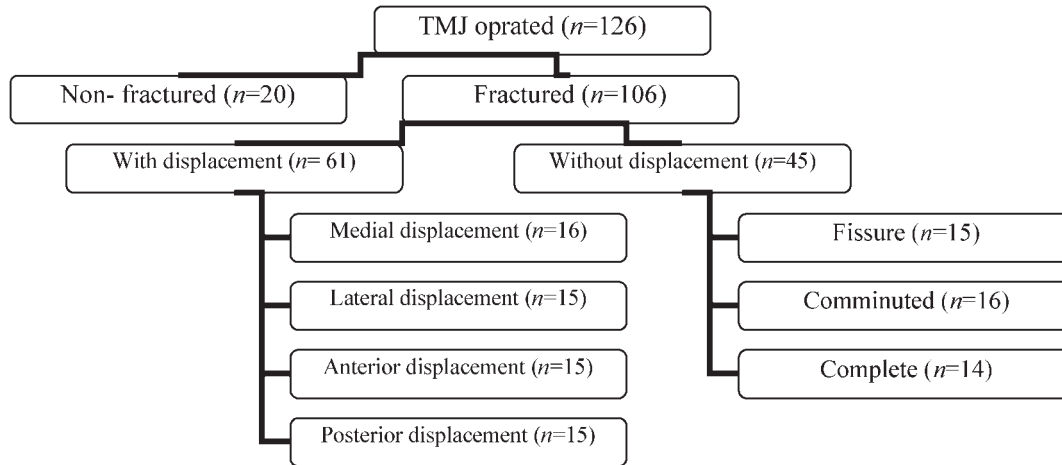 TMJ oprated (n=126)
Non- fractured (n=20)
Fractured (n=106)
With displacement (n= 61)
Without displacement (n=45)
Medial displacement (n=16)
Lateral displacement (n=15)
Anterior displacement (n=15)
Posterior displacement (n=15)
Fissure (n=15)
Comminuted (n=16)
Complete (n=14)